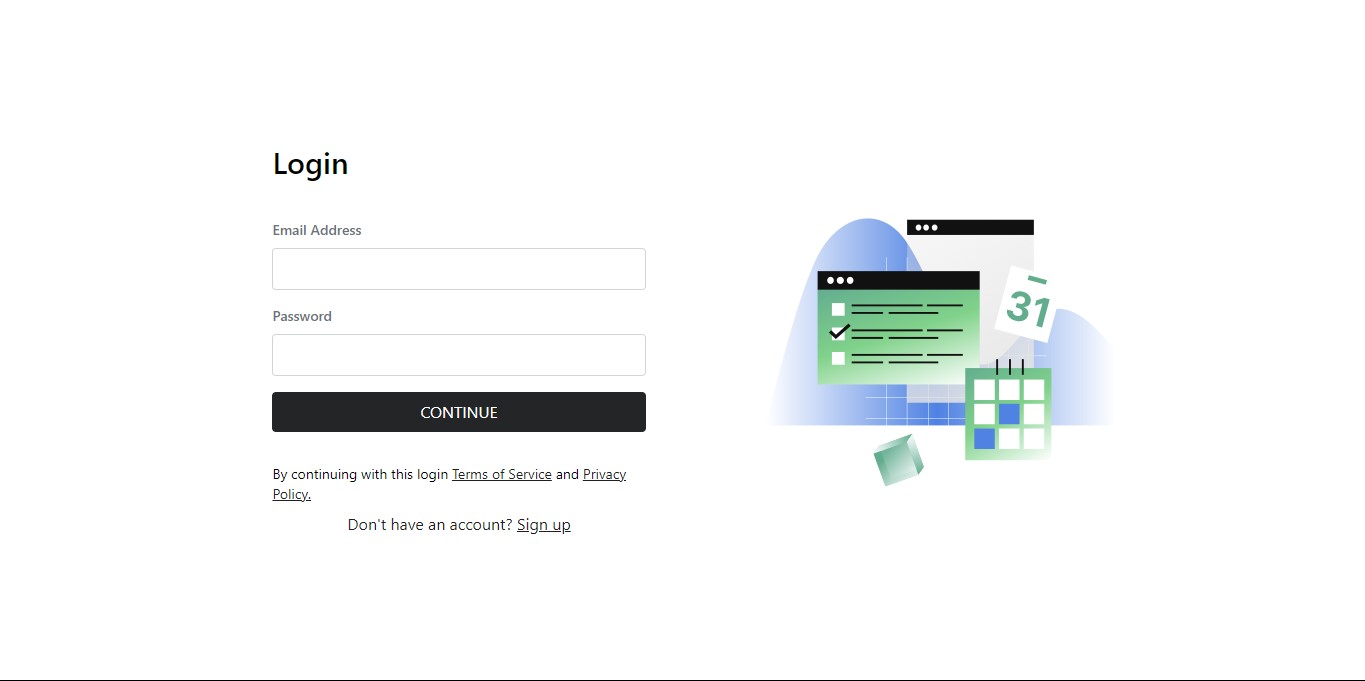 Login
Email Address
Password
CONTINUE
By continuing with this login Terms of Service and Privacy
Policy.
Don't have an account? Sign up
31